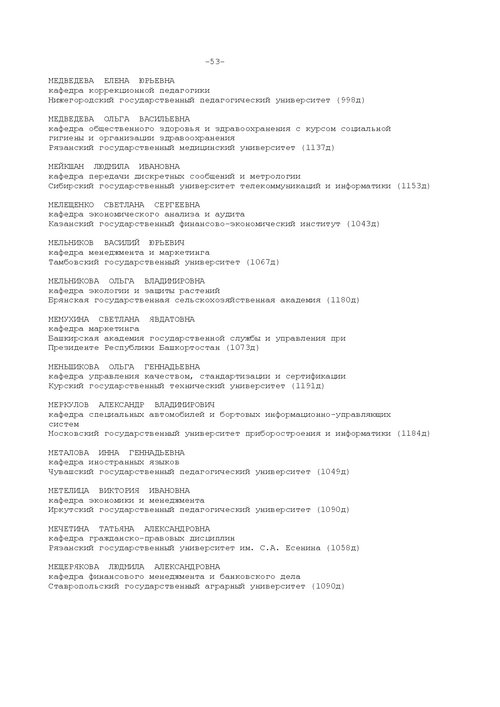 -53-
МЕДВЕДЕВА ЕЛЕНА ЮРЬЕВНА
кафедра коррекционной педагогики
Нижегородский государственный педагогический университет (998д)
МЕДВЕДЕВА ОЛЬГА ВАСИЛЬЕВНА
кафедра общественного здоровья и здравоохранения с курсом социальной
гигиены и организации здравоохранения
Рязанский государственный медицинский университет (1137д)
МЕЙКШАН ЛЮДМИЛА ИВАНОВНА
кафедра передачи дискретных сообщений и метрологии
Сибирский государственный университет телекоммуникаций и информатики (1153д)
МЕЛЕЩЕНКО СВЕТЛАНА СЕРГЕЕВНА
кафедра экономического анализа и аудита
Казанский государственный финансово-экономический институт (1043д)
МЕЛЬНИКОВ ВАСИЛИЙ ЮРЬЕВИЧ
кафедра менеджмента и маркетинга
Тамбовский государственный университет (1067д)
МЕЛЬНИКОВА ОЛЬГА ВЛАДИМИРОВНА
кафедра экологии и защиты растений
Брянская государственная сельскохозяйственная академия (1180д)
МЕМУХИНА СВЕТЛАНА ЯВДАТОВНА
кафедра маркетинга
Башкирская академия государственной службы и управления при
Президенте Республики Башкортостан (1073д)
МЕНЬШИКОВА ОЛЬГА ГЕННАДЬЕВНА
кафедра управления качеством, стандартизации и сертификации
Курский государственный технический университет (1191д)
МЕРКУЛОВ АЛЕКСАНДР ВЛАДИМИРОВИЧ
кафедра специальных автомобилей и бортовых информационно-управляющих
систем
Московский государственный университет приборостроения и информатики (1184д)
МЕТАЛОВА ИННА ГЕННАДЬЕВНА
кафедра иностранных языков
Чувашский государственный педагогический университет (1049д)
МЕТЕЛИЦА ВИКТОРИЯ ИВАНОВНА
кафедра экономики и менеджмента
Иркутский государственный педагогический университет (1090д)
МЕЧЕТИНА ТАТЬЯНА АЛЕКСАНДРОВНА
кафедра гражданско-правовых дисциплин
Рязанский государственный университет им. С.А. Есенина (1058д)
МЕЩЕРЯКОВА ЛЮДМИЛА АЛЕКСАНДРОВНА
кафедра финансового менеджмента и банковского дела
Ставропольский государственный аграрный университет (1090д)